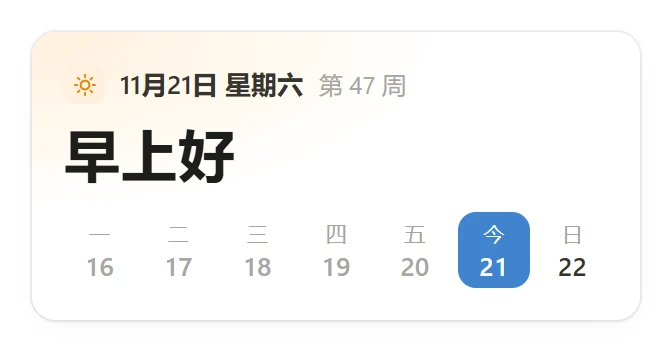 11月21日 星期六 第 47 周
早上好
一 二 三 四 五 今 日
16 17 18 19 20 21 22